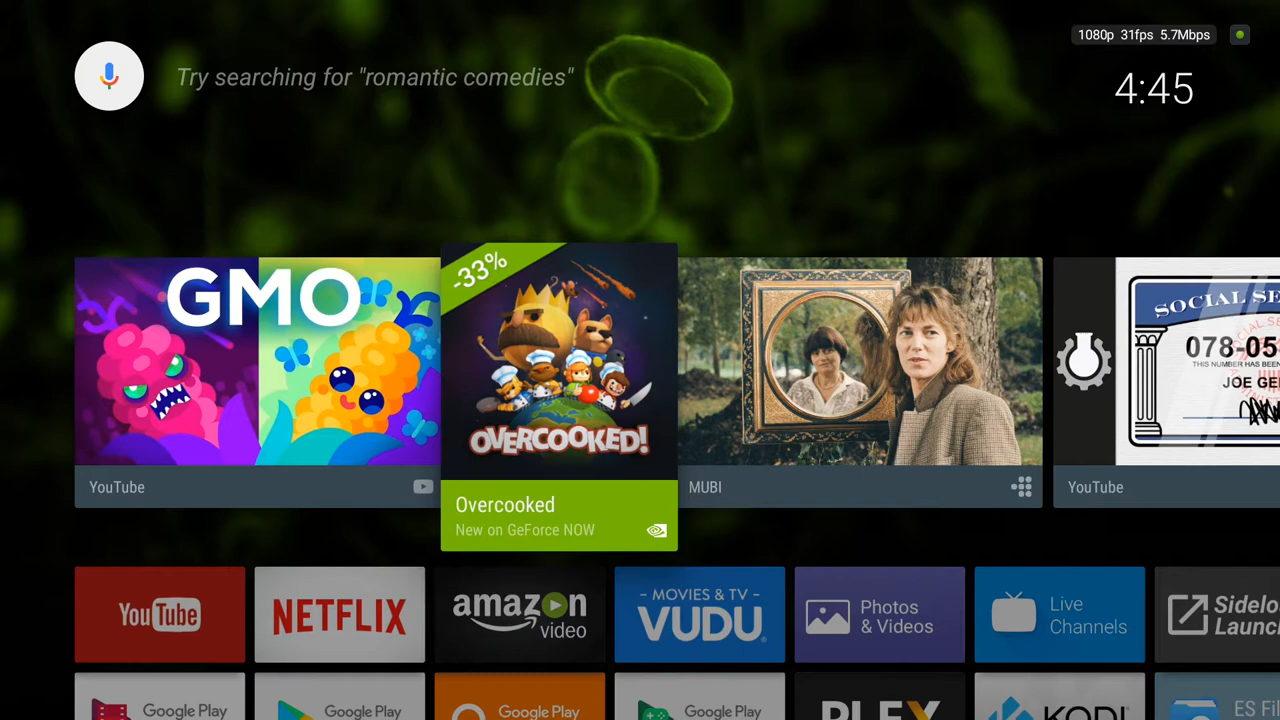 1080p 31fps 5.7Mbps
Try searching for "romantic comedies"
4:45
GMO
YouTube
-33%
OVERCOOKED!
Overcooked
New on GeForce NOW
MUBI
SOCIAL SE
078-05
THIS NUMBER HAS BEEN
JOE GE
YouTube
YouTube
NETFLIX
amazon
video
- MOVIES & TV -
VUDU
Photos
& Videos
Live
Channels
Sidelo
Launc
Google Play
Google Play
Google Play
Google Play
PLEX
KODI
ES Fi